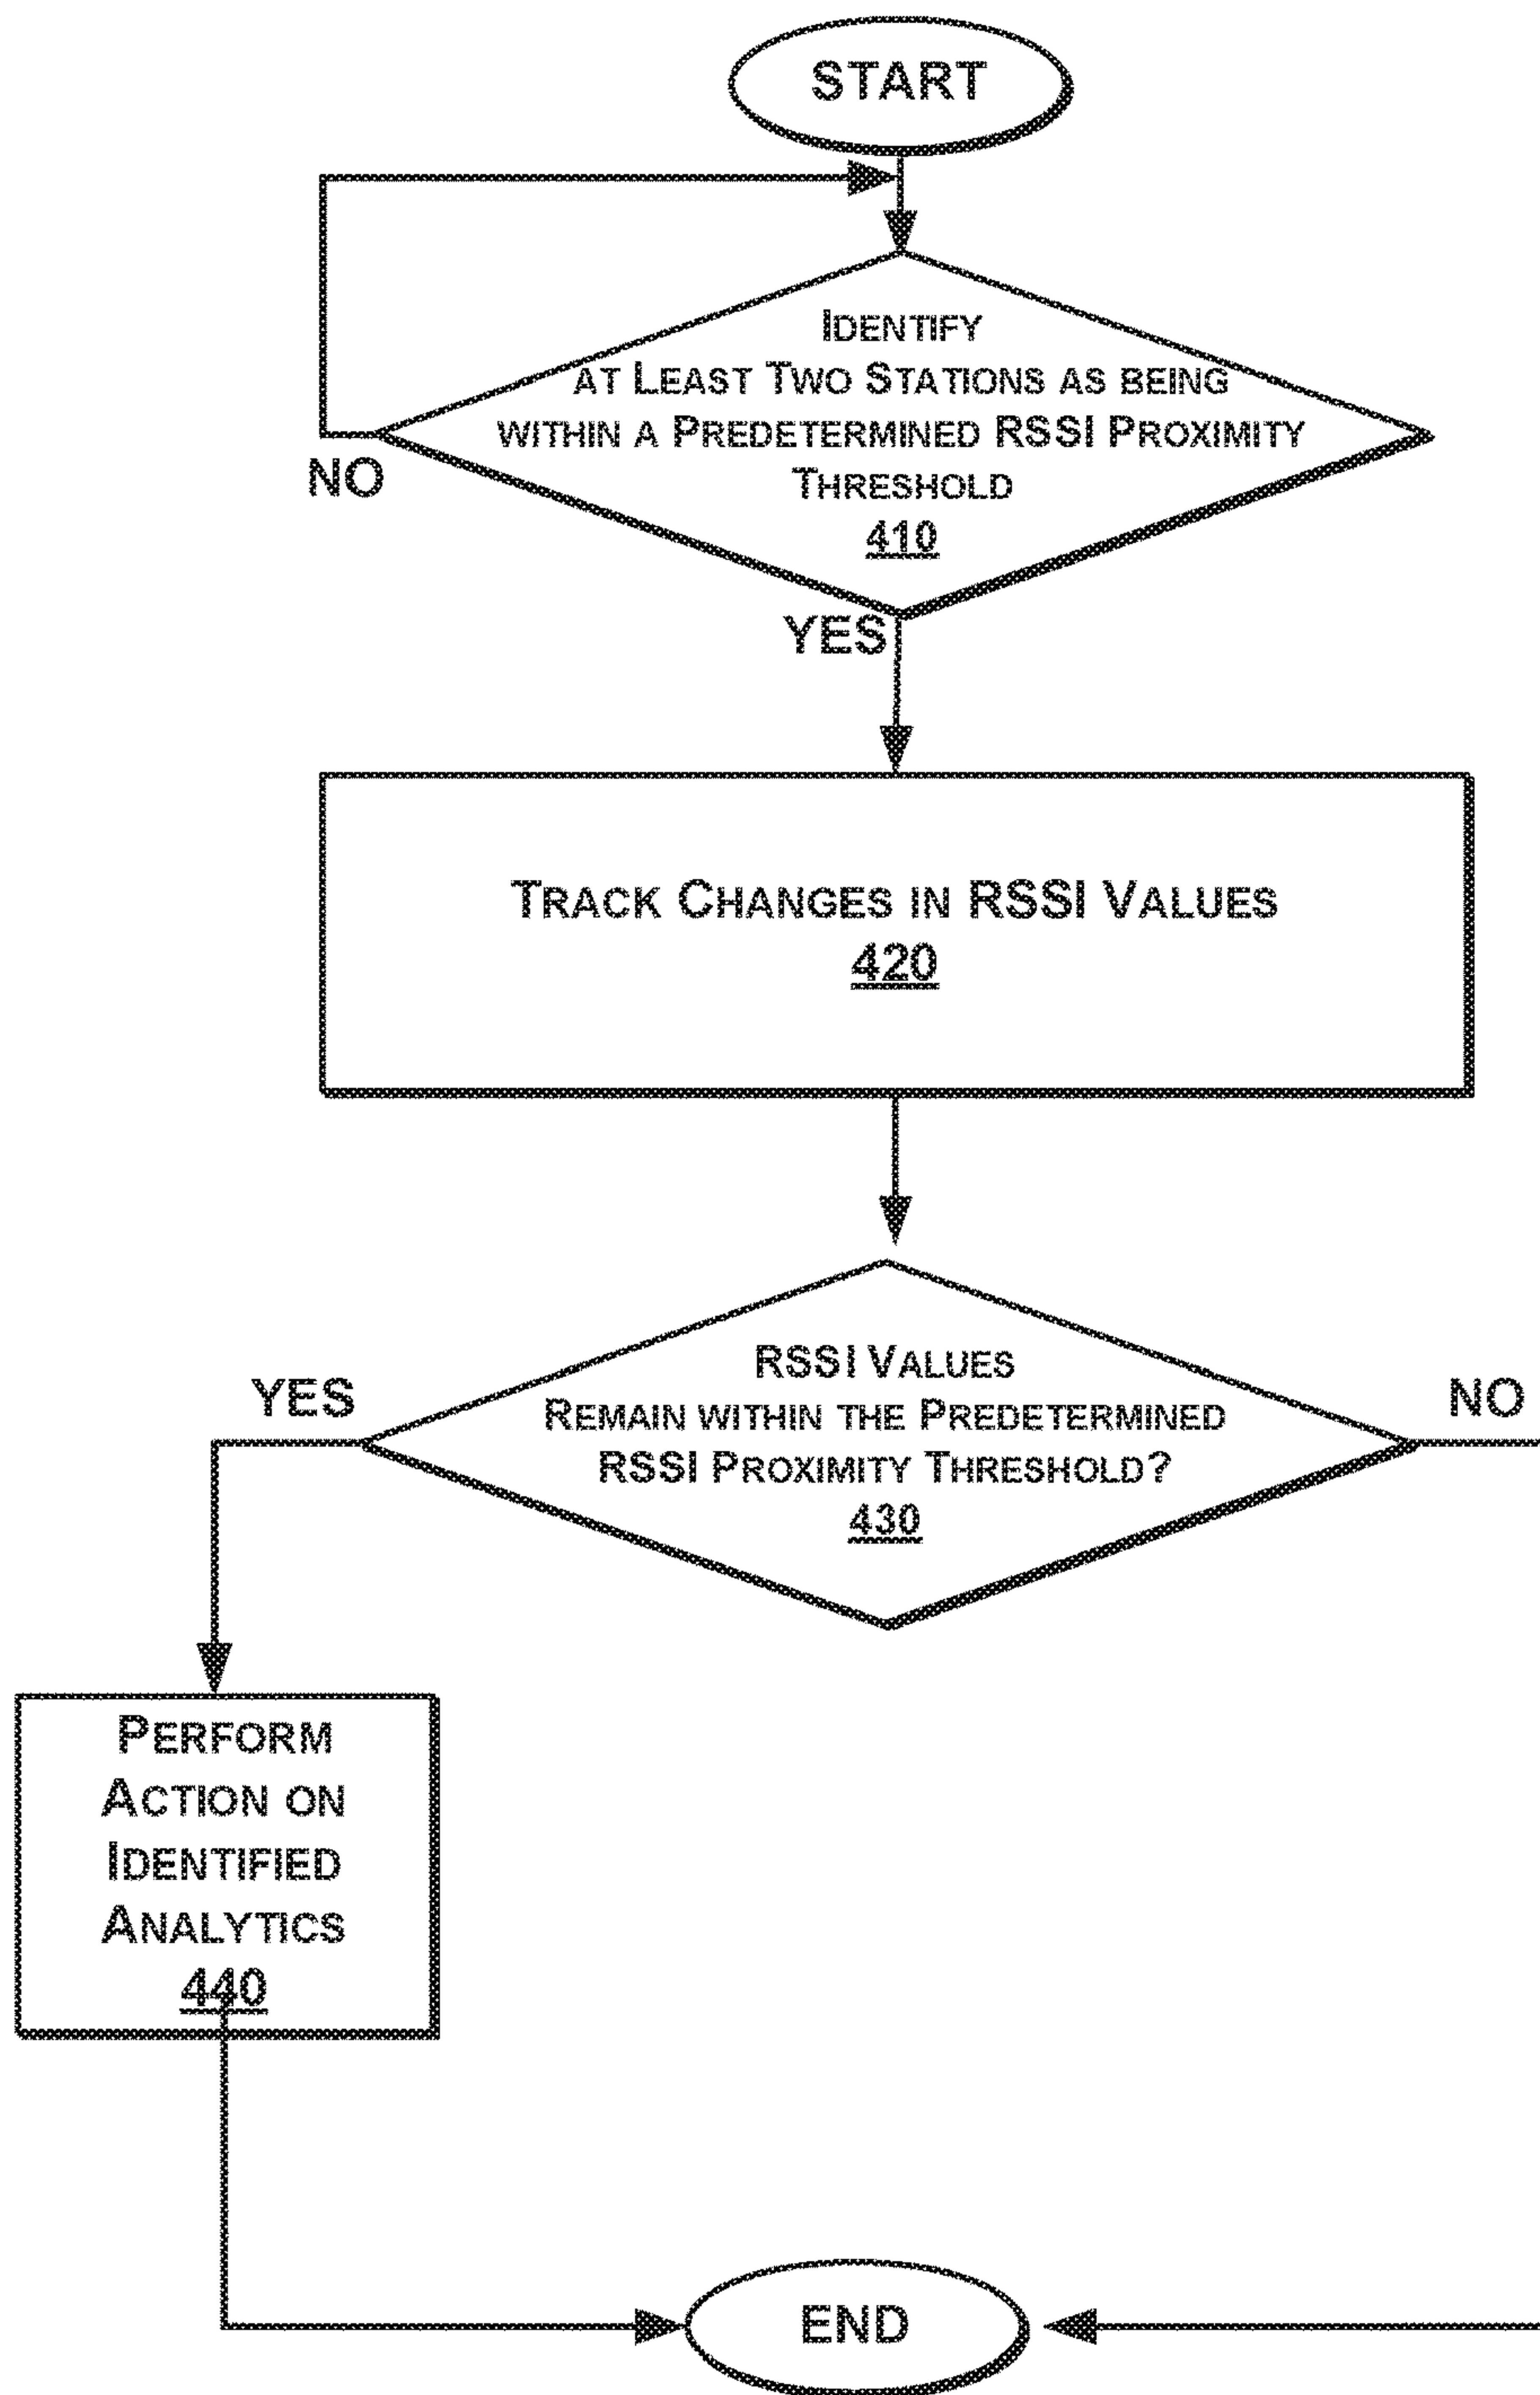 START
IDENTIFY
AT LEAST TWO STATIONS AS BEING
WITHIN A PREDETERMINED RSSI PROXIMITY
THRESHOLD
410
NO
YES
TRACK CHANGES IN RSSI VALUES
420
RSSI VALUES
REMAIN WITHIN THE PREDETERMINED
RSSI PROXIMITY THRESHOLD?
430
YES
NO
PERFORM
ACTION ON
IDENTIFIED
ANALYTICS
440
END